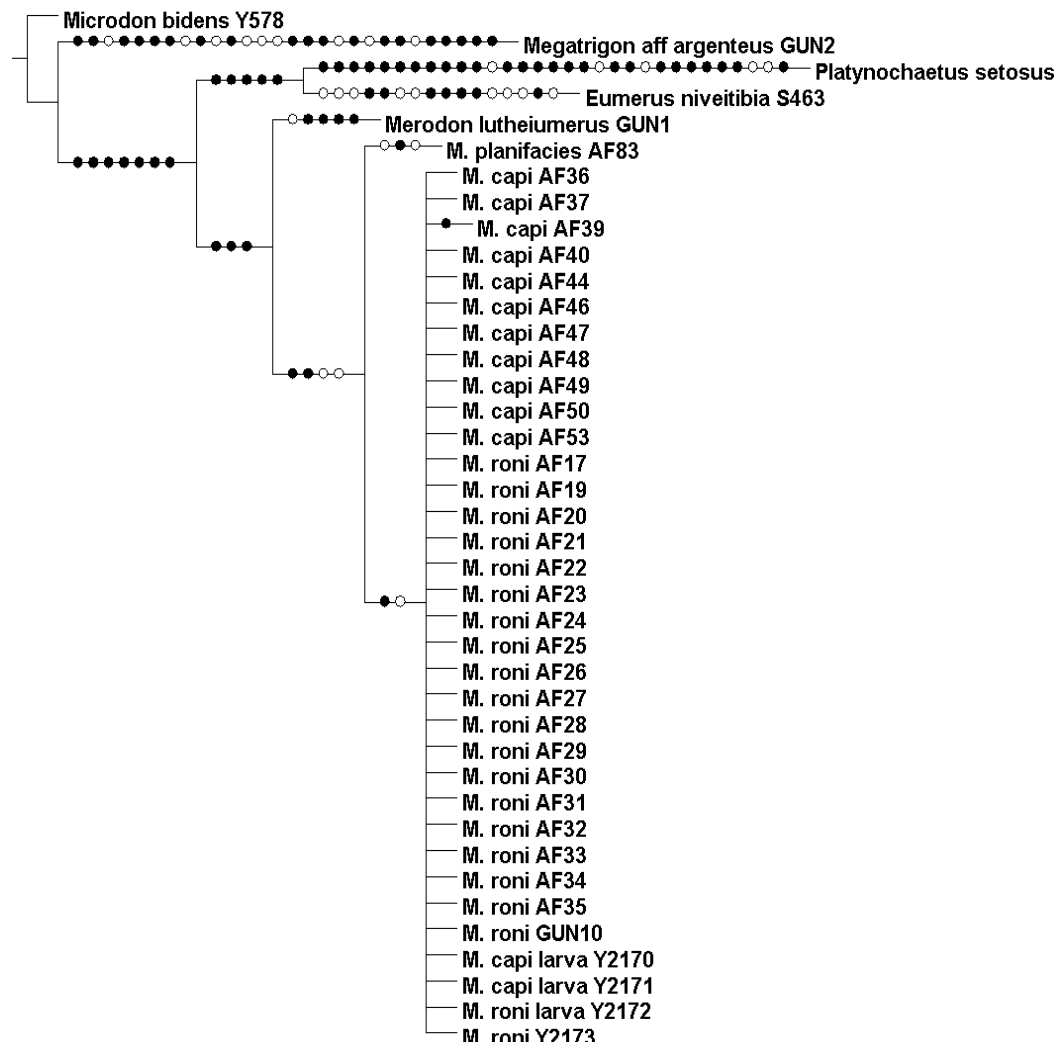 Microdon bidens Y578
Megatrigon aff argenteus GUN2
Platynochaetus setosus
Eumerus niveitibia S463
Merodon lutheiumerus GUN1
M. planifacies AF83
M. capi AF36
M. capi AF37
M. capi AF39
M. capi AF40
M. capi AF44
M. capi AF46
M. capi AF47
M. capi AF48
M. capi AF49
M. capi AF50
M. capi AF53
M. roni AF17
M. roni AF19
M. roni AF20
M. roni AF21
M. roni AF22
M. roni AF23
M. roni AF24
M. roni AF25
M. roni AF26
M. roni AF27
M. roni AF28
M. roni AF29
M. roni AF30
M. roni AF31
M. roni AF32
M. roni AF33
M. roni AF34
M. roni AF35
M. roni GUN10
M. capi larva Y2170
M. capi larva Y2171
M. roni larva Y2172
M. roni Y2173